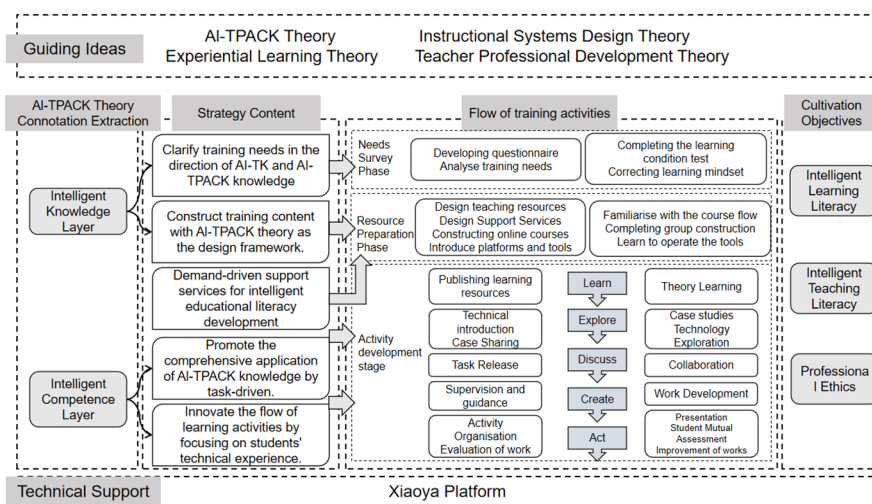 Guiding Ideas
AI-TPACK Theory
Experiential Learning Theory
Instructional Systems Design Theory
Teacher Professional Development Theory
AI-TPACK Theory
Connotation Extraction
Strategy Content
Flow of training activities
Cultivation
Objectives
Intelligent
Knowledge
Layer
Intelligent
Competence
Layer
Clarify training needs in the
direction of AI-TK and AI-
TPACK knowledge
Construct training content
with AI-TPACK theory as
the design framework.
Demand-driven support
services for intelligent
educational literacy
development
Promote the
comprehensive application
of AI-TPACK knowledge by
task-driven.
Innovate the flow of
learning activities by
focusing on students'
technical experience.
Needs
Survey
Phase
Developing questionnaire
Analyse training needs
Completing the learning
condition test
Correcting learning mindset
Resource
Preparation
Phase
Design teaching resources
Design Support Services
Constructing online courses
Introduce platforms and tools
Familiarise with the course flow
Completing group construction
Learn to operate the tools
Activity
development
stage
Publishing learning
resources
Learn
Theory Learning
Technical
introduction
Case Sharing
Explore
Case studies
Technology
Exploration
Task Release
Discuss
Collaboration
Supervision and
guidance
Create
Work Development
Activity
Organisation
Evaluation of work
Act
Presentation
Student Mutual
Assessment
Improvement of works
Intelligent
Learning
Literacy
Intelligent
Teaching
Literacy
Professiona
l Ethics
Technical Support
Xiaoya Platform